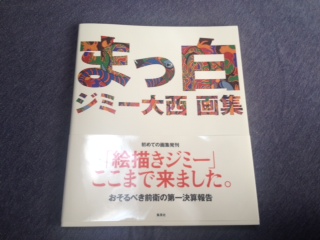 まっ白
ジミー大西 画集
初めての画集発刊
「絵描きジミー」
ここまで来ました。
おそるべき前衛の第一決算報告